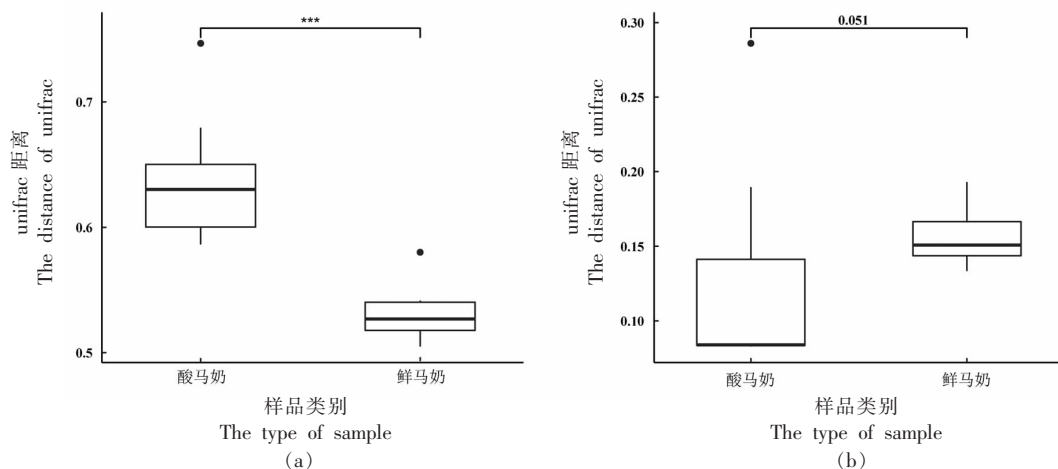 ***
0.7
0.6
0.5
unifrac 距离
The distance of unifrac
酸马奶 鲜马奶
样品类别
The type of sample
(a)
0.051
0.30
0.25
0.20
0.15
0.10
unifrac 距离
The distance of unifrac
酸马奶 鲜马奶
样品类别
The type of sample
(b)